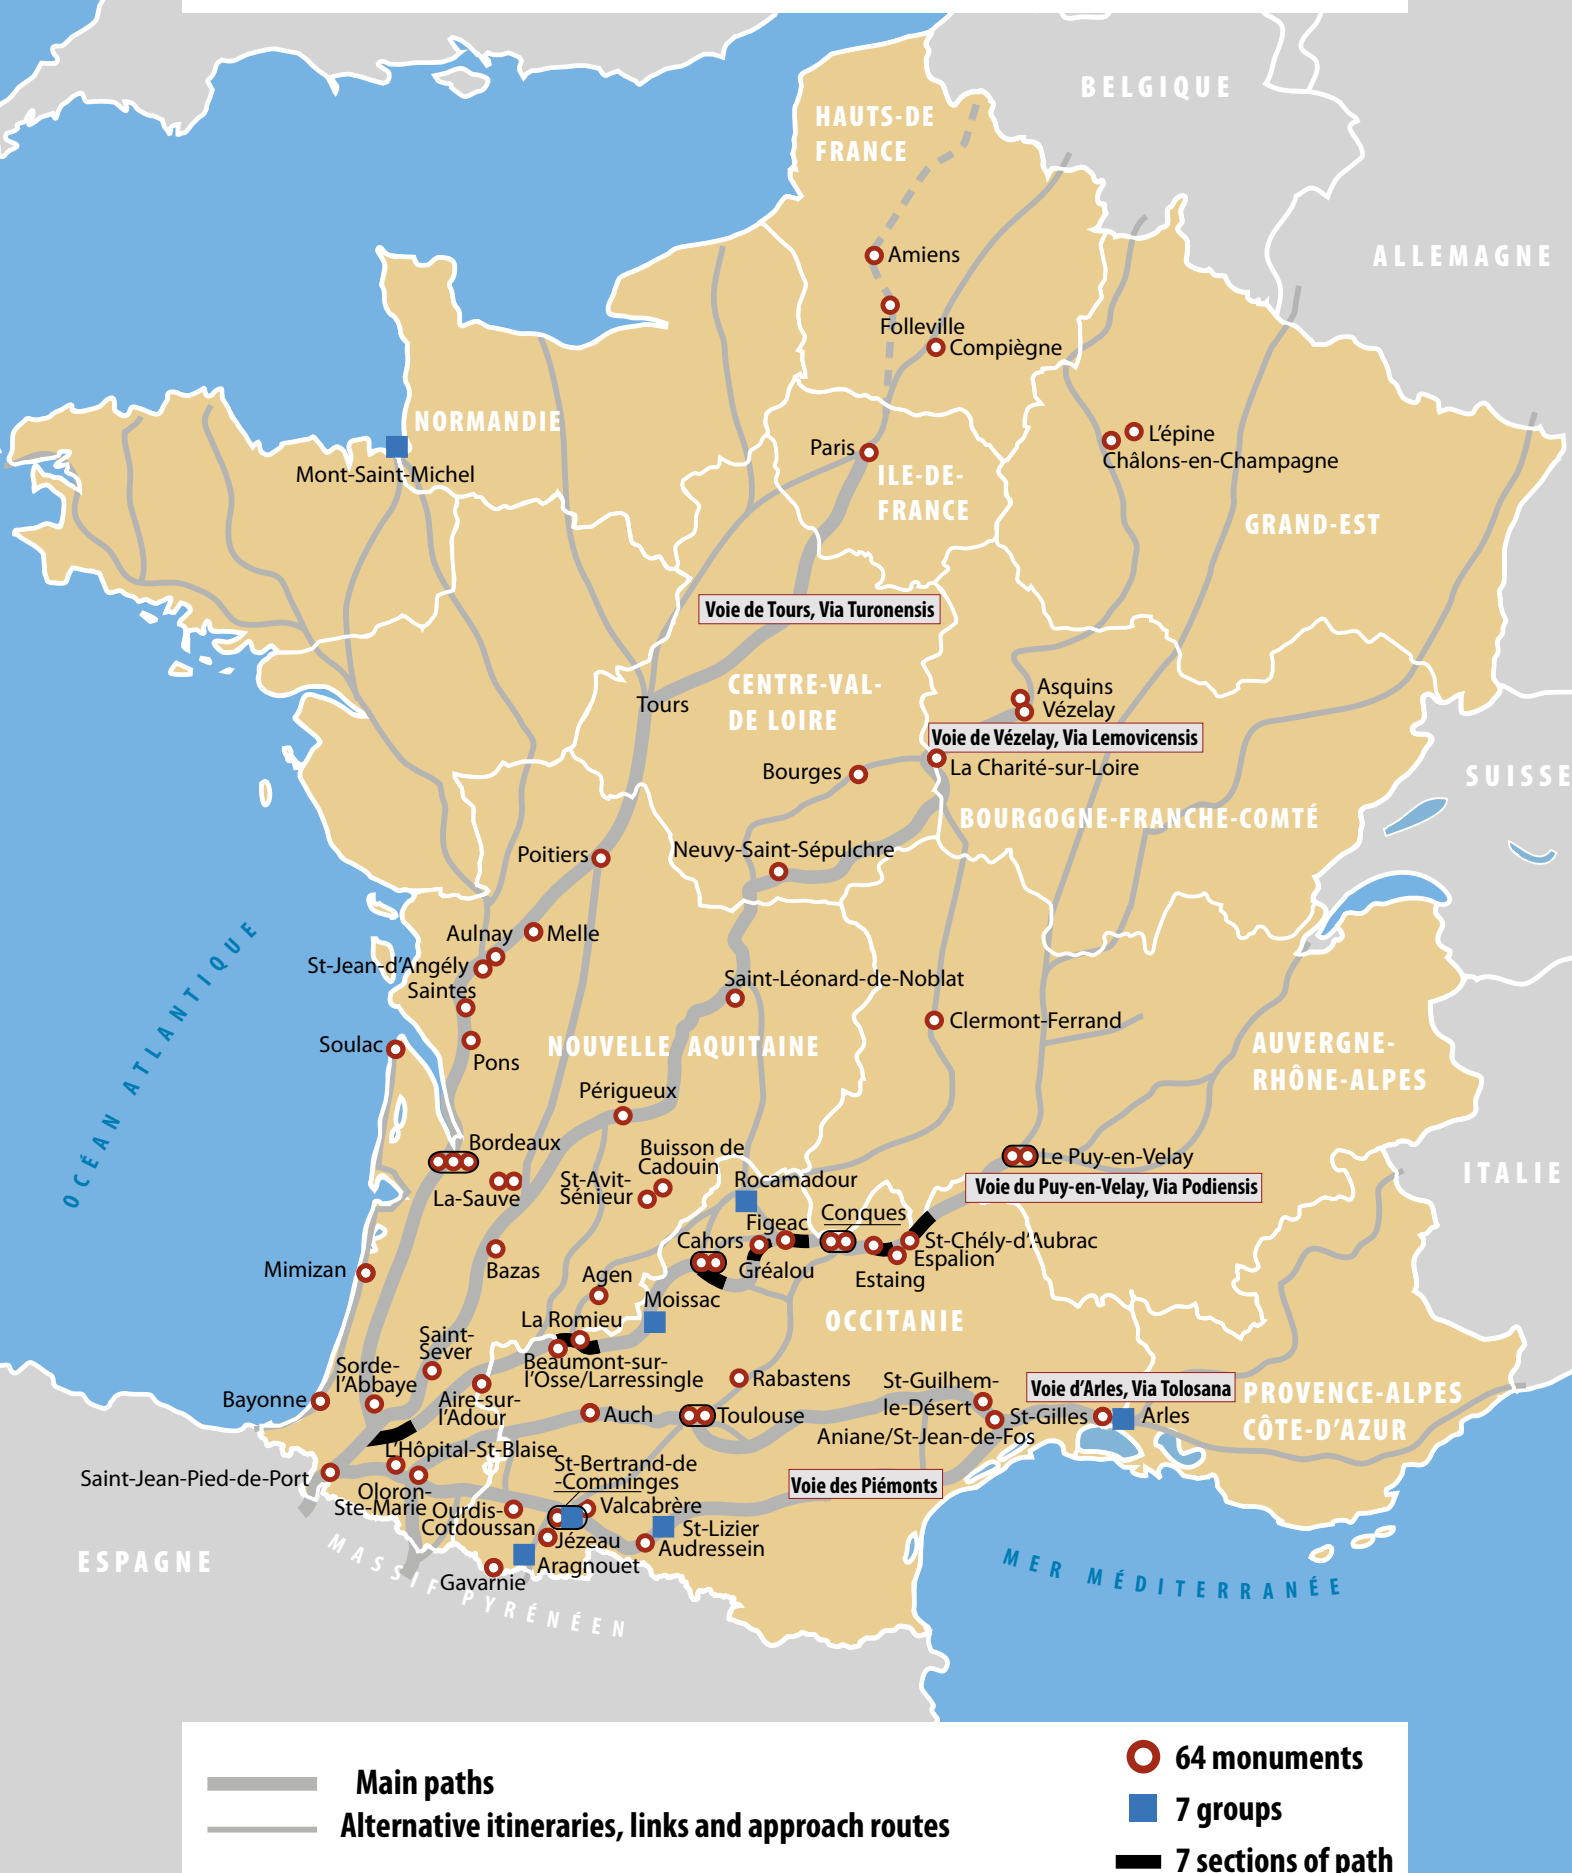 BELGIQUE
HAUTS-DE
FRANCE
ALLEMAGNE
Amiens
Folleville
Compiègne
NORMANDIE
Mont-Saint-Michel
Paris
ILE-DE-
FRANCE
L'épine
Châlons-en-Champagne
GRAND-EST
Voie de Tours, Via Turonensis
CENTRE-VAL-
DE LOIRE
Tours
Asquins
Vézelay
Voie de Vézelay, Via Lemovicensis
La Charité-sur-Loire
Bourges
SUISSE
BOURGOGNE-FRANCHE-COMTÉ
Neuvy-Saint-Sépulchre
Poitiers
Melle
Aulnay
St-Jean-d'Angély
Saintes
OCÉAN ATLANTIQUE
Saint-Léonard-de-Noblat
Clermont-Ferrand
Soulac
Pons
NOUVELLE AQUITAINE
AUVERGNE-
RHÔNE-ALPES
Périgueux
Bordeaux
La-Sauve
Buisson de
Cadouin
St-Avit-
Sénieur
Le Puy-en-Velay
Voie du Puy-en-Velay, Via Podiensis
ITALIE
Rocamadour
Figeac
Conques
Cahors
Gréalou
St-Chély-d'Aubrac
Espalion
Estaing
Mimizan
Bazas
Agen
Moissac
La Romieu
OCCITANIE
Saint-
Sever
Beaumont-sur-
l'Osse/Larressingle
Sorde-
l'Abbaye
Bayonne
Aire-sur-
l'Adour
Rabastens
Auch
Toulouse
St-Guilhem-
le-Désert
Aniane/St-Jean-de-Fos
Voie d'Arles, Via Tolosana
St-Gilles
Arles
PROVENCE-ALPES
CÔTE-D'AZUR
L'Hôpital-St-Blaise
Saint-Jean-Pied-de-Port
Oloron-
Ste-Marie
Ourdis-
Cotdoussan
St-Bertrand-de
-Comminges
Valcabrère
Voie des Piémonts
St-Lizier
Audressein
Jézeau
Aragnouet
Gavarnie
ESPAGNE
MASSIF PYRÉNÉEN
MER MÉDITERRANÉE
Main paths
Alternative itineraries, links and approach routes
64 monuments
7 groups
7 sections of path